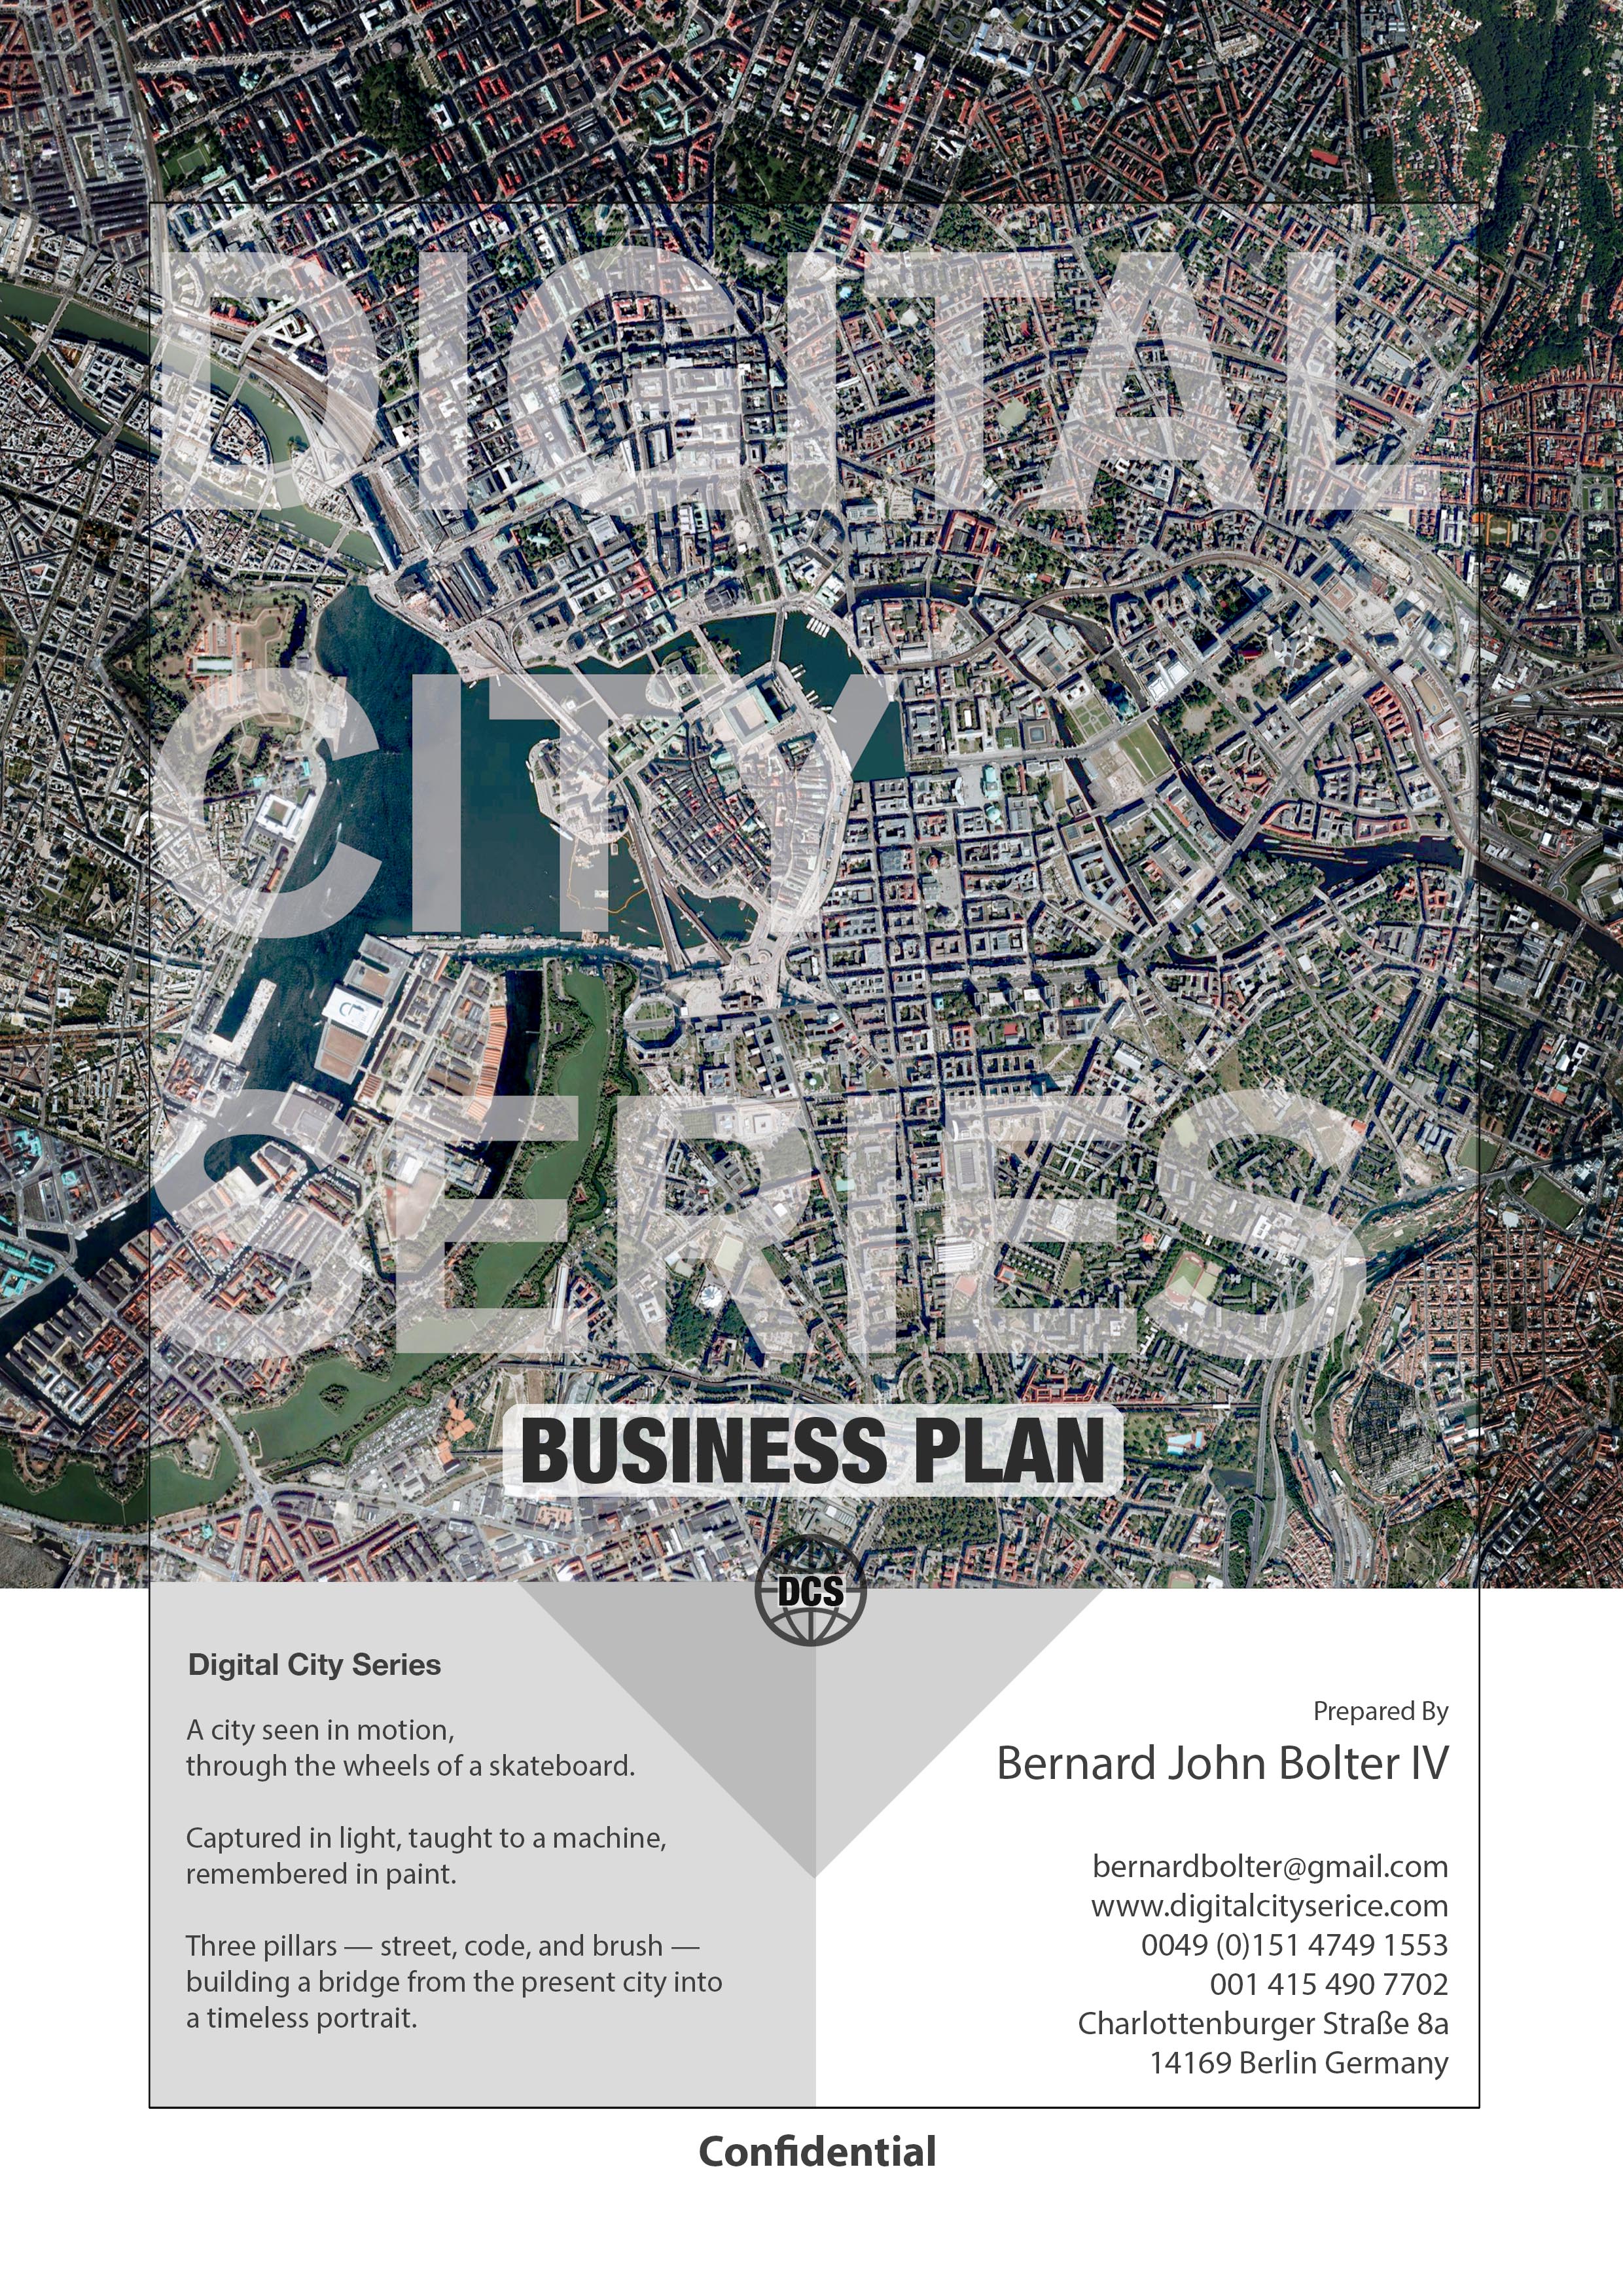 DIGITAL
CITY
SERIES
BUSINESS PLAN
DCS
Digital City Series
A city seen in motion,
through the wheels of a skateboard.
Captured in light, taught to a machine,
remembered in paint.
Three pillars — street, code, and brush —
building a bridge from the present city into
a timeless portrait.
Prepared By
Bernard John Bolter IV
bernardbolter@gmail.com
www.digitalcityserice.com
0049 (0)151 4749 1553
001 415 490 7702
Charlottenburger Straße 8a
14169 Berlin Germany
Confidential